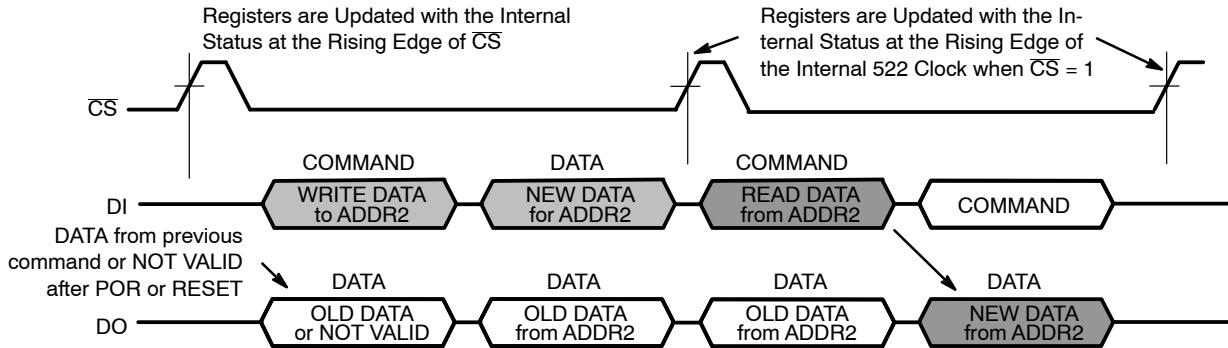 Registers are Updated with the Internal
Status at the Rising Edge of CS
Registers are Updated with the In-
ternal Status at the Rising Edge of
the Internal 522 Clock when CS = 1
CS
COMMAND
DATA
COMMAND
DI
WRITE DATA
to ADDR2
NEW DATA
for ADDR2
READ DATA
from ADDR2
COMMAND
DATA from previous
command or NOT VALID
after POR or RESET
DATA
DATA
DATA
DATA
DO
OLD DATA
or NOT VALID
OLD DATA
from ADDR2
OLD DATA
from ADDR2
NEW DATA
from ADDR2